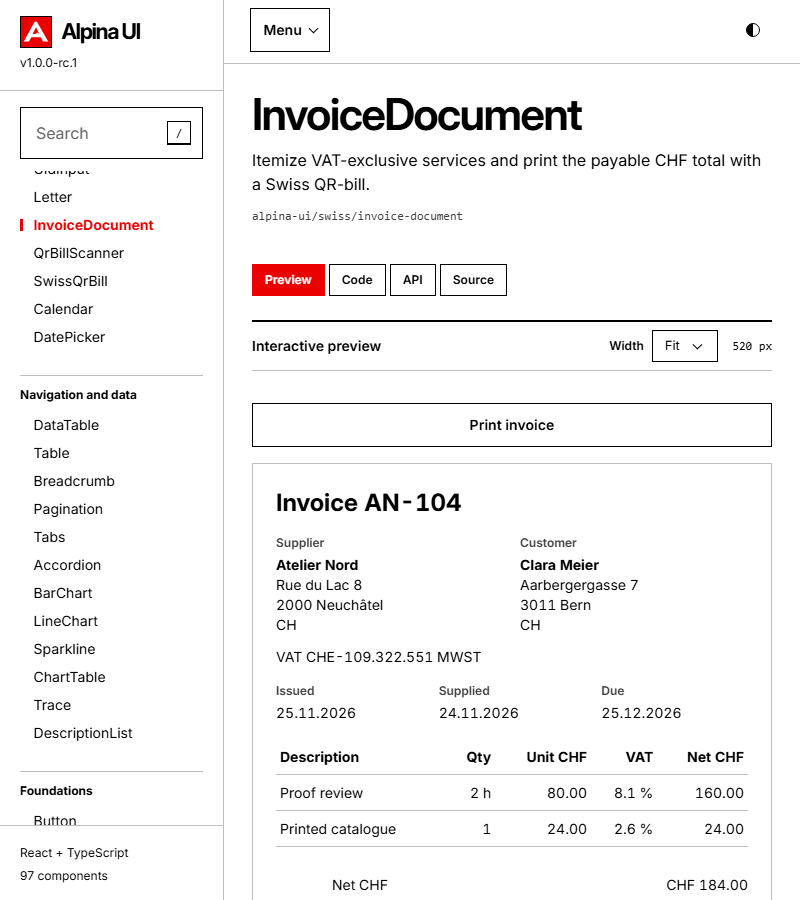 Alpina UI
v1.0.0-rc.1
Search /
Letter
InvoiceDocument
QrBillScanner
SwissQrBill
Calendar
DatePicker
Navigation and data
DataTable
Table
Breadcrumb
Pagination
Tabs
Accordion
BarChart
LineChart
Sparkline
ChartTable
Trace
DescriptionList
Foundations
Button
React + TypeScript
97 components
Menu
InvoiceDocument
Itemize VAT-exclusive services and print the payable CHF total with
a Swiss QR-bill.
alpina-ui/swiss/invoice-document
Preview Code API Source
Interactive preview Width Fit 520 px
Print invoice
Invoice AN-104
Supplier Customer
Atelier Nord Clara Meier
Rue du Lac 8 Aarbergergasse 7
2000 Neuchâtel 3011 Bern
CH CH
VAT CHE-109.322.551 MWST
Issued Supplied Due
25.11.2026 24.11.2026 25.12.2026
Description Qty Unit CHF VAT Net CHF
Proof review 2 h 80.00 8.1 % 160.00
Printed catalogue 1 24.00 2.6 % 24.00
Net CHF CHF 184.00